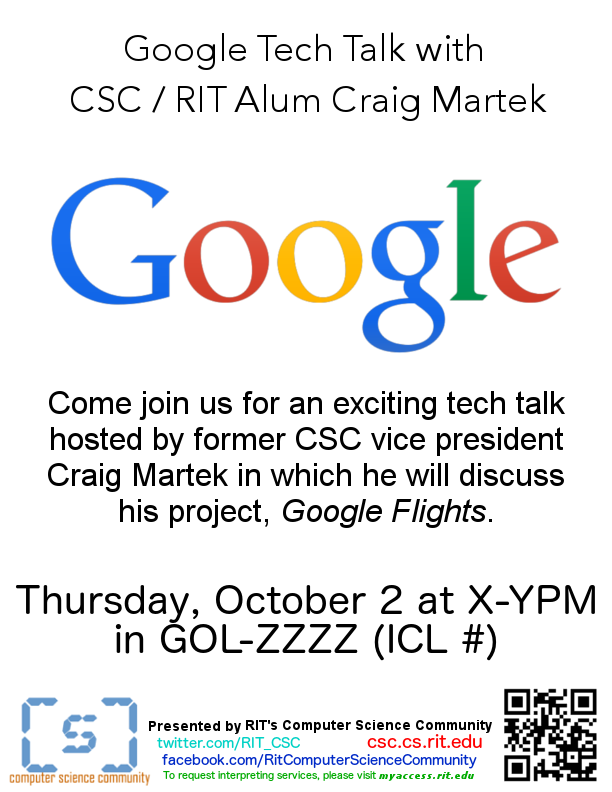 Google Tech Talk with
CSC / RIT Alum Craig Martek
Google
Come join us for an exciting tech talk
hosted by former CSC vice president
Craig Martek in which he will discuss
his project, Google Flights.
Thursday, October 2 at X-YPM
in GOL-ZZZZ (ICL #)
[s]
computer science community
Presented by RIT's Computer Science Community
twitter.com/RIT_CSC csc.cs.rit.edu
facebook.com/RitComputerScienceCommunity
To request interpreting services, please visit myaccess.rit.edu